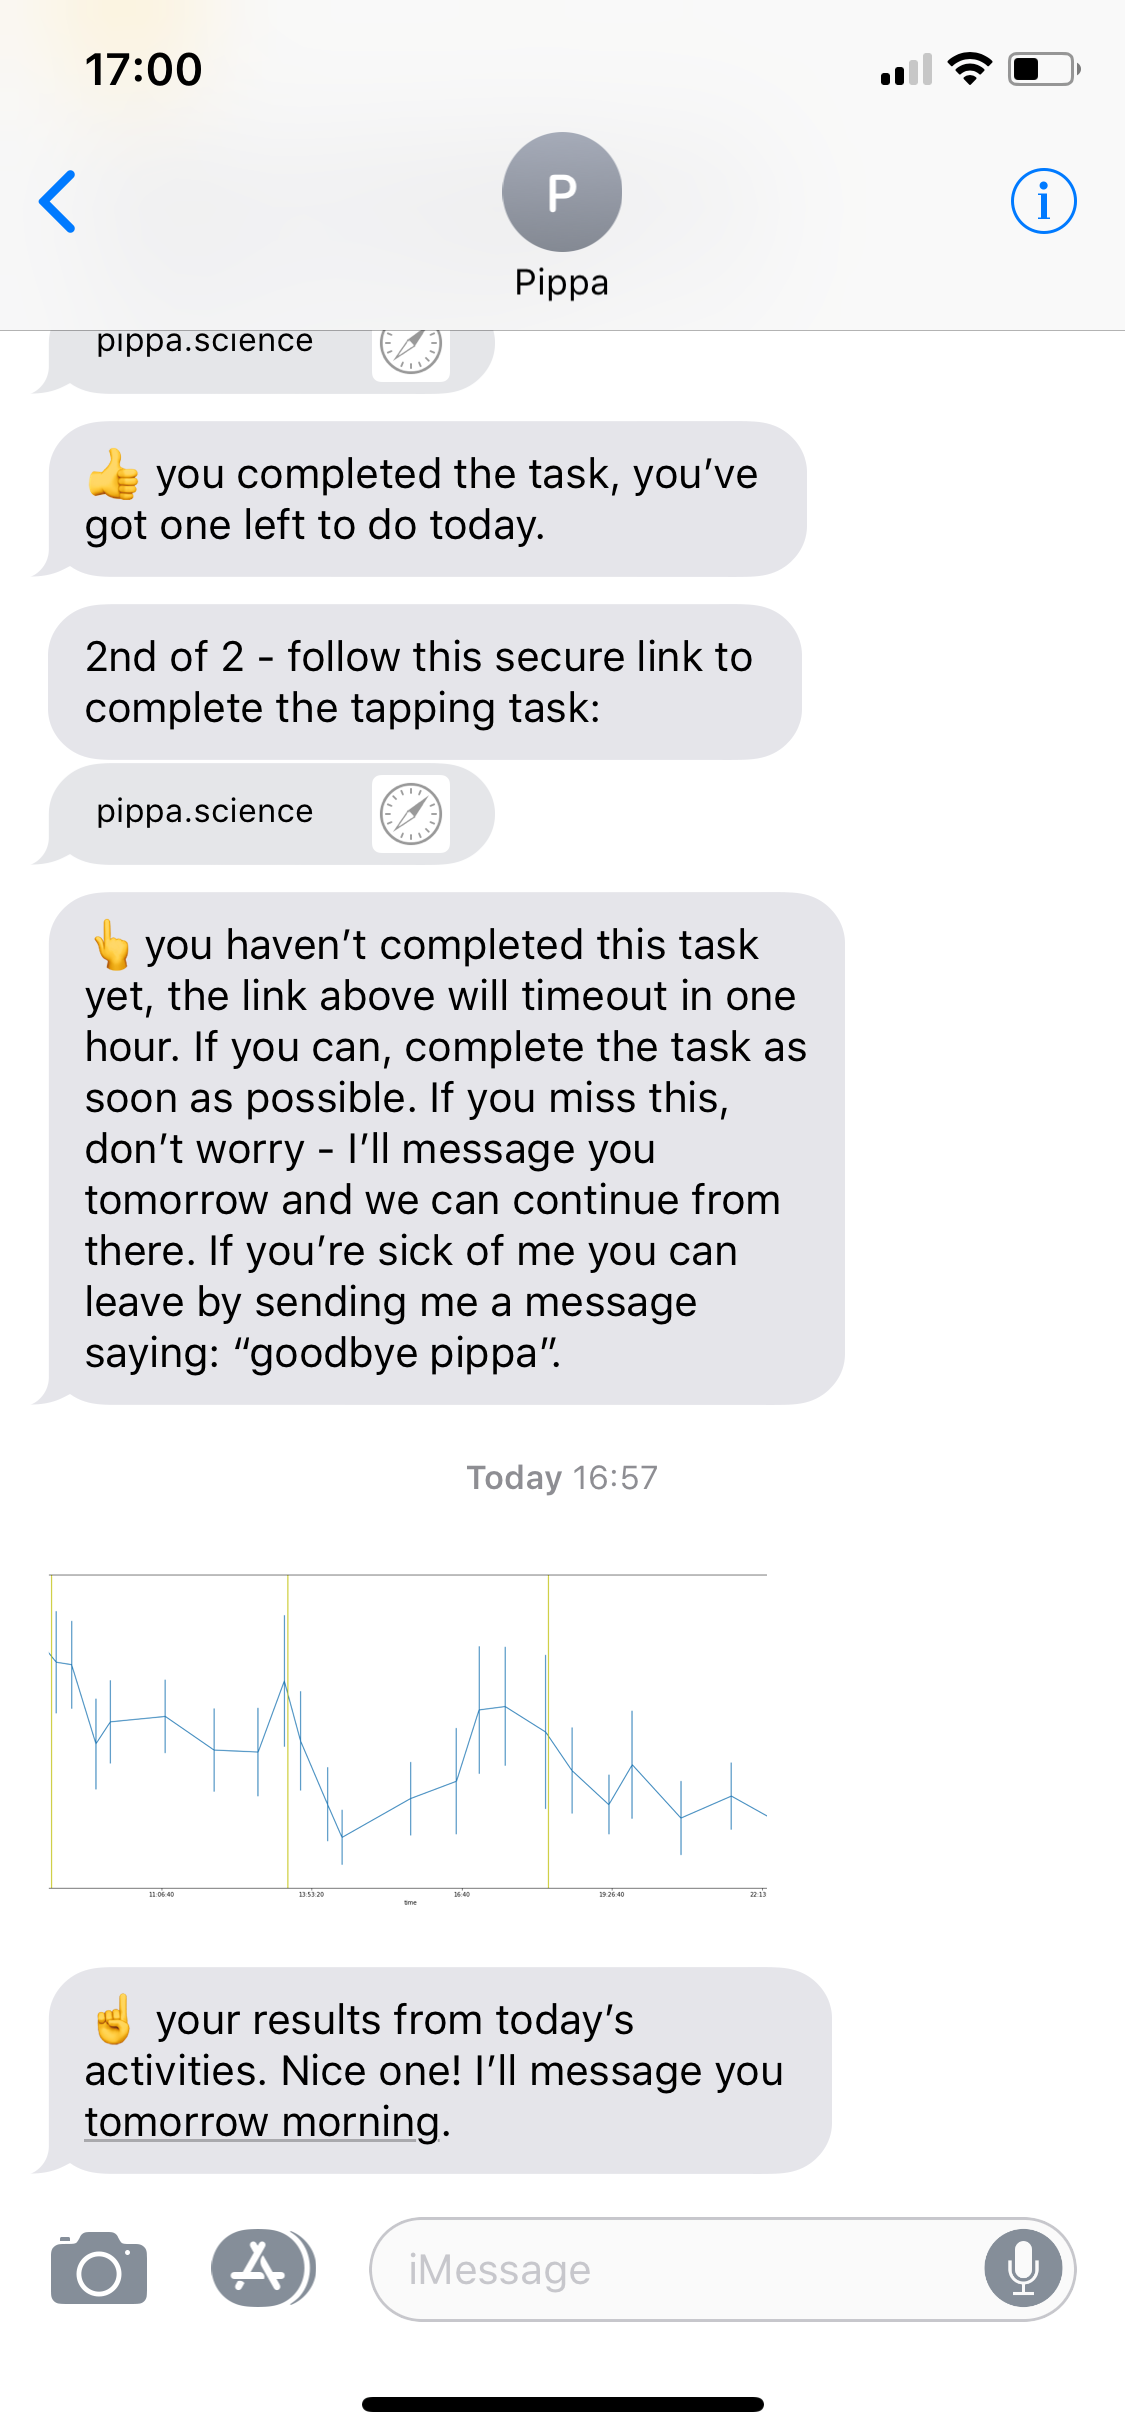 17:00
P
Pippa
pippa.science
👍 you completed the task, you’ve
got one left to do today.
2nd of 2 - follow this secure link to
complete the tapping task:
pippa.science
👆 you haven’t completed this task
yet, the link above will timeout in one
hour. If you can, complete the task as
soon as possible. If you miss this,
don’t worry - I’ll message you
tomorrow and we can continue from
there. If you’re sick of me you can
leave by sending me a message
saying: “goodbye pippa”.
Today 16:57
11:06:40 13:53:20 16:40 19:26:40 22:13
time
☝️ your results from today’s
activities. Nice one! I’ll message you
tomorrow morning.
iMessage